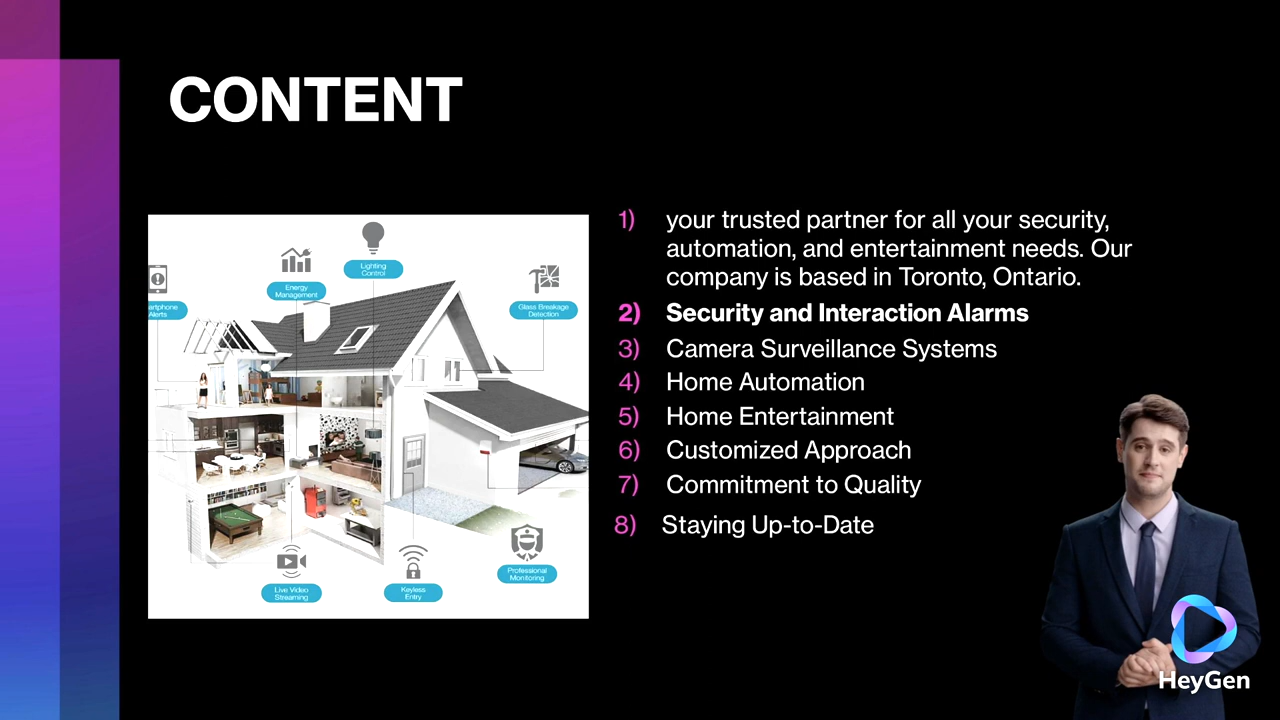 CONTENT
1) your trusted partner for all your security,
automation, and entertainment needs. Our
company is based in Toronto, Ontario.
2) Security and Interaction Alarms
3) Camera Surveillance Systems
4) Home Automation
5) Home Entertainment
6) Customized Approach
7) Commitment to Quality
8) Staying Up-to-Date
Lighting
Control
Energy
Management
artphone
Alerts
Glass Breakage
Detection
Live Video
Streaming
Keyless
Entry
Professional
Monitoring
HeyGen